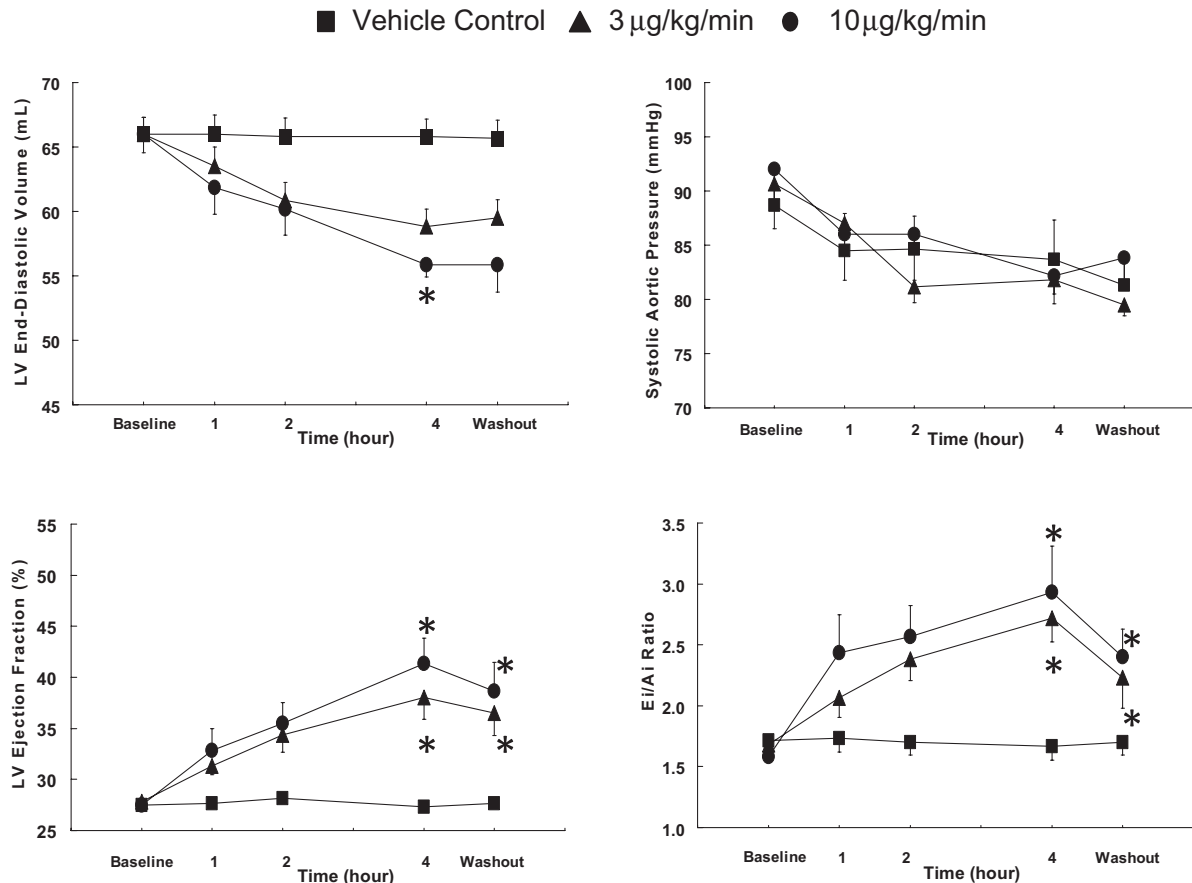 Vehicle Control 3 µg/kg/min 10µg/kg/min
LV End-Diastolic Volume (mL)
70
65
60
55
50
45
Baseline 1 2 4 Washout
Time (hour)
*
Systolic Aortic Pressure (mmHg)
100
95
90
85
80
75
70
Baseline 1 2 4 Washout
Time (hour)
LV Ejection Fraction (%)
55
50
45
40
35
30
25
* *
* *
Baseline 1 2 4 Washout
Time (hour)
Ei/Ai Ratio
3.5
3.0
2.5
2.0
1.5
1.0
* *
* *
Baseline 1 2 4 Washout
Time (hour)